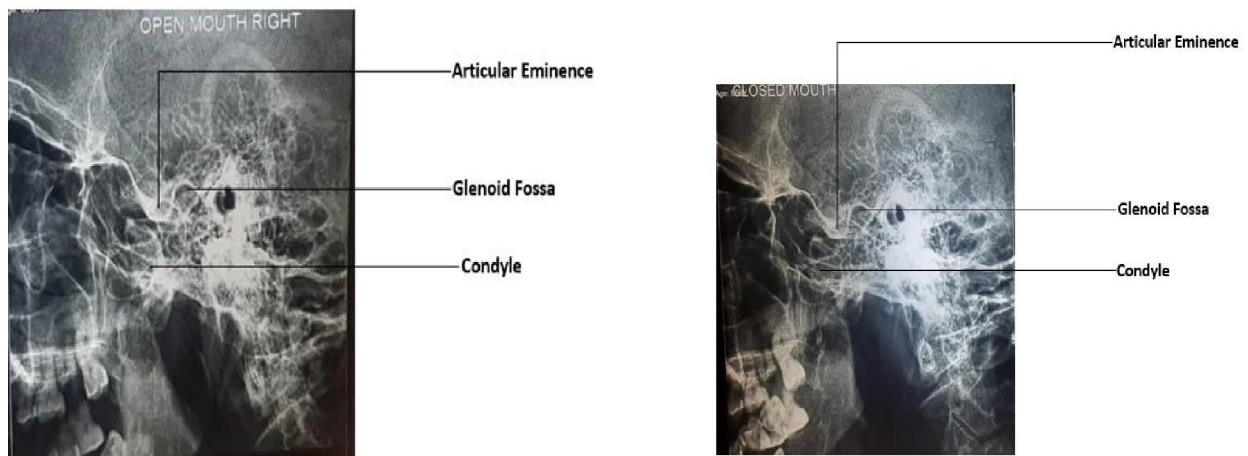 OPEN MOUTH RIGHT
Articular Eminence
Glenoid Fossa
Condyle
Articular Eminence
CLOSED MOUTH
Glenoid Fossa
Condyle